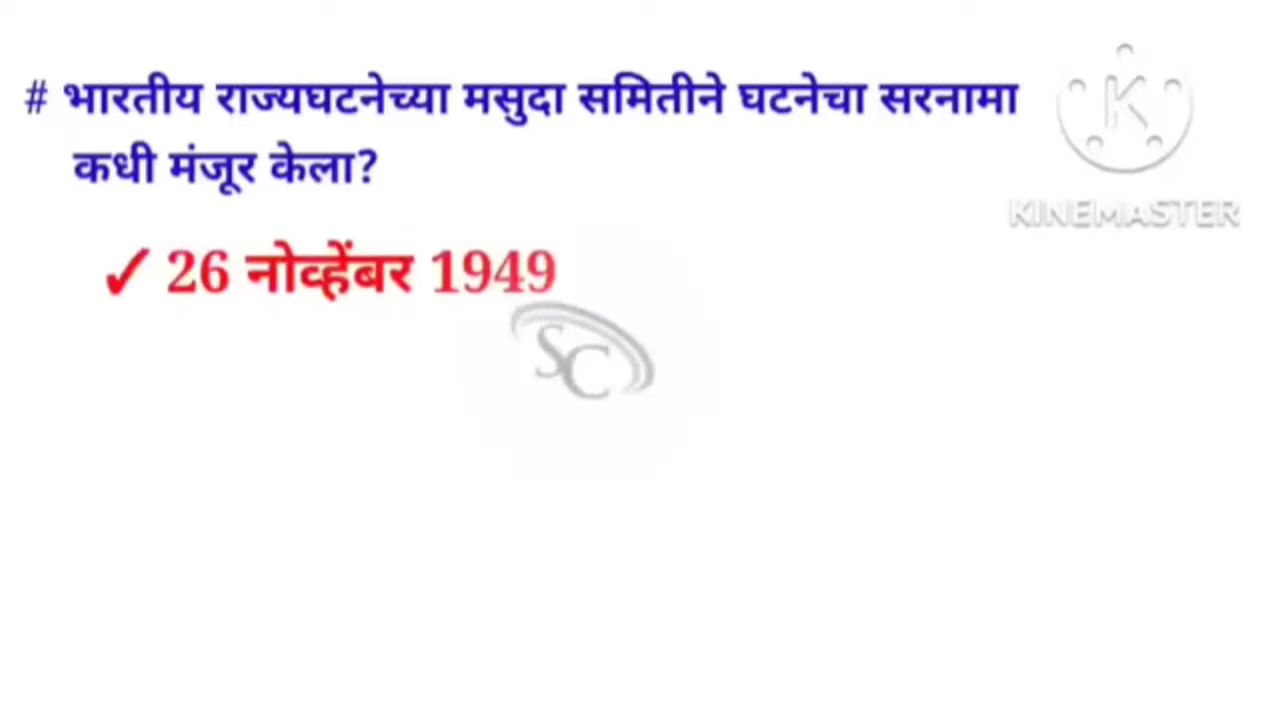 # भारतीय राज्यघटनेच्या मसुदा समितीने घटनेचा सरनामा
कधी मंजूर केला?
✓ 26 नोव्हेंबर 1949
K
KINEMASTER
SC